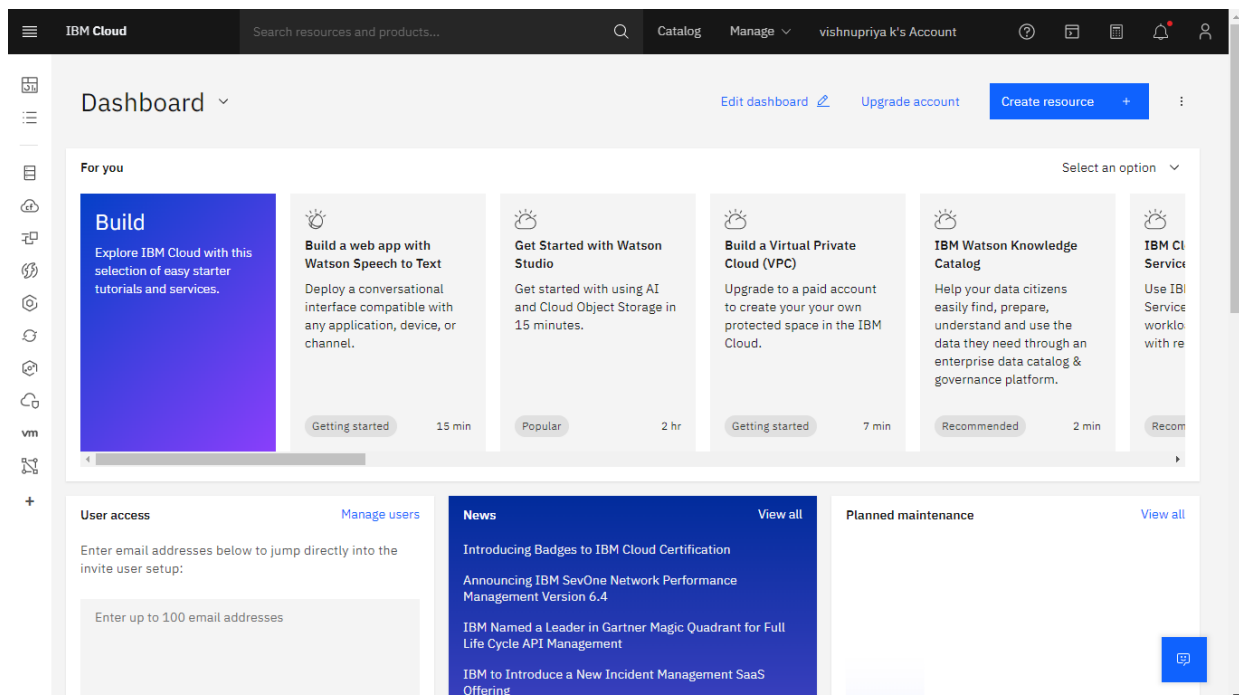 IBM Cloud
Search resources and products...
Catalog
Manage
vishnupriya k's Account
Dashboard
Edit dashboard
Upgrade account
Create resource +
For you
Select an option
Build
Explore IBM Cloud with this
selection of easy starter
tutorials and services.
Build a web app with
Watson Speech to Text
Deploy a conversational
interface compatible with
any application, device, or
channel.
Getting started
15 min
Get Started with Watson
Studio
Get started with using AI
and Cloud Object Storage in
15 minutes.
Popular
2 hr
Build a Virtual Private
Cloud (VPC)
Upgrade to a paid account
to create your your own
protected space in the IBM
Cloud.
Getting started
7 min
IBM Watson Knowledge
Catalog
Help your data citizens
easily find, prepare,
understand and use the
data they need through an
enterprise data catalog &
governance platform.
Recommended
2 min
IBM Cl
Service
Use IB
Service
worklo
with re
Recom
vm
User access
Manage users
Enter email addresses below to jump directly into the
invite user setup:
Enter up to 100 email addresses
News
View all
Introducing Badges to IBM Cloud Certification
Announcing IBM SevOne Network Performance
Management Version 6.4
IBM Named a Leader in Gartner Magic Quadrant for Full
Life Cycle API Management
IBM to Introduce a New Incident Management SaaS
Offering
Planned maintenance
View all